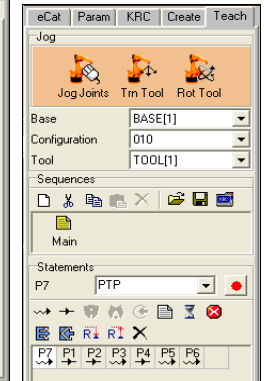 eCat Param KRC Create Teach
Jog
Jog Joints Trn Tool Rot Tool
Base BASE[1]
Configuration 010
Tool TOOL[1]
Sequences
Main
Statements
P7 PTP
R R
P7 P1 P2 P3 P4 P5 P6